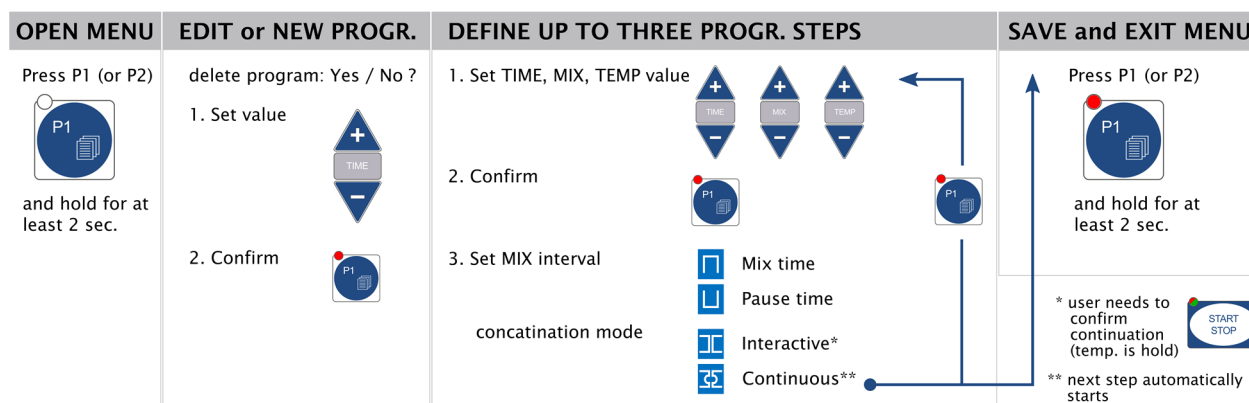 OPEN MENU
EDIT or NEW PROGR.
DEFINE UP TO THREE PROGR. STEPS
SAVE and EXIT MENU
Press P1 (or P2)
P1
and hold for at
least 2 sec.
delete program: Yes / No ?
1. Set value
+
TIME
−
2. Confirm
P1
1. Set TIME, MIX, TEMP value
+
TIME
−
+
MIX
−
+
TEMP
−
2. Confirm
P1
P1
3. Set MIX interval
Mix time
Pause time
concatination mode
Interactive*
Continuous**
Press P1 (or P2)
P1
and hold for at
least 2 sec.
* user needs to
confirm
continuation
(temp. is hold)
START
STOP
** next step automatically
starts